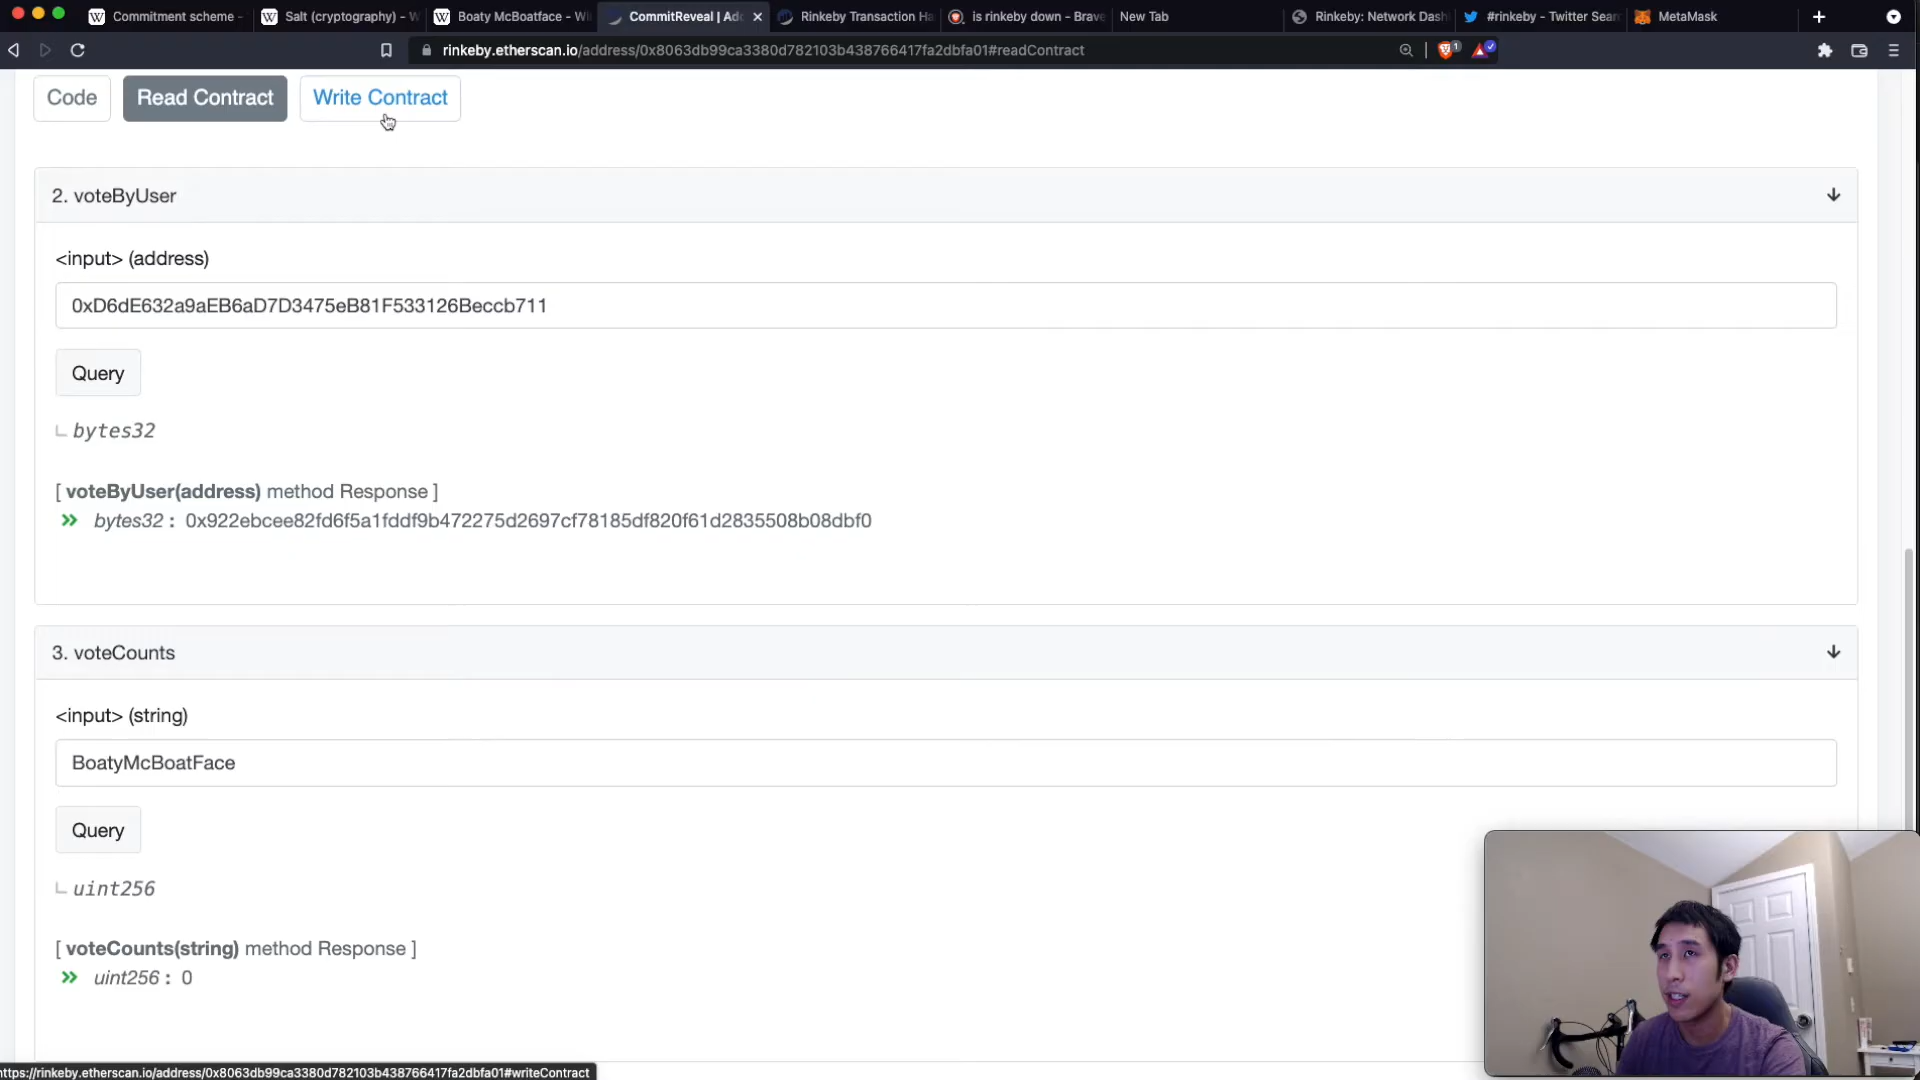 Commitment scheme -
Salt (cryptography) - W
Boaty McBoatface - Wi
CommitReveal | Ad
Rinkeby Transaction Ha
is rinkeby down - Brave
New Tab
Rinkeby: Network Dash
#rinkeby - Twitter Sear
MetaMask
rinkeby.etherscan.io/address/0x8063db99ca3380d782103b438766417fa2dbfa01#readContract
Code
Read Contract
Write Contract
2. voteByUser
<input> (address)
0xD6dE632a9aEB6aD7D3475eB81F533126Beccb711
Query
bytes32
[ voteByUser(address) method Response ]
bytes32 : 0x922ebcee82fd6f5a1fddf9b472275d2697cf78185df820f61d2835508b08dbf0
3. voteCounts
<input> (string)
BoatyMcBoatFace
Query
uint256
[ voteCounts(string) method Response ]
uint256 : 0
https://rinkeby.etherscan.io/address/0x8063db99ca3380d782103b438766417fa2dbfa01#writeContract